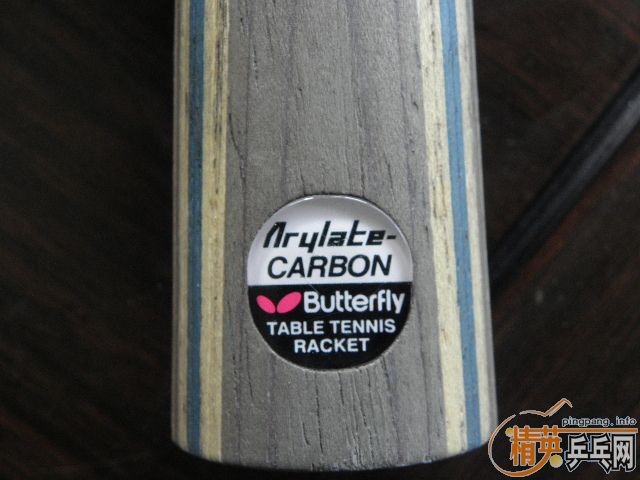 Arylate-
CARBON
Butterfly
TABLE TENNIS
RACKET
pingpang.info
精英乒乓网